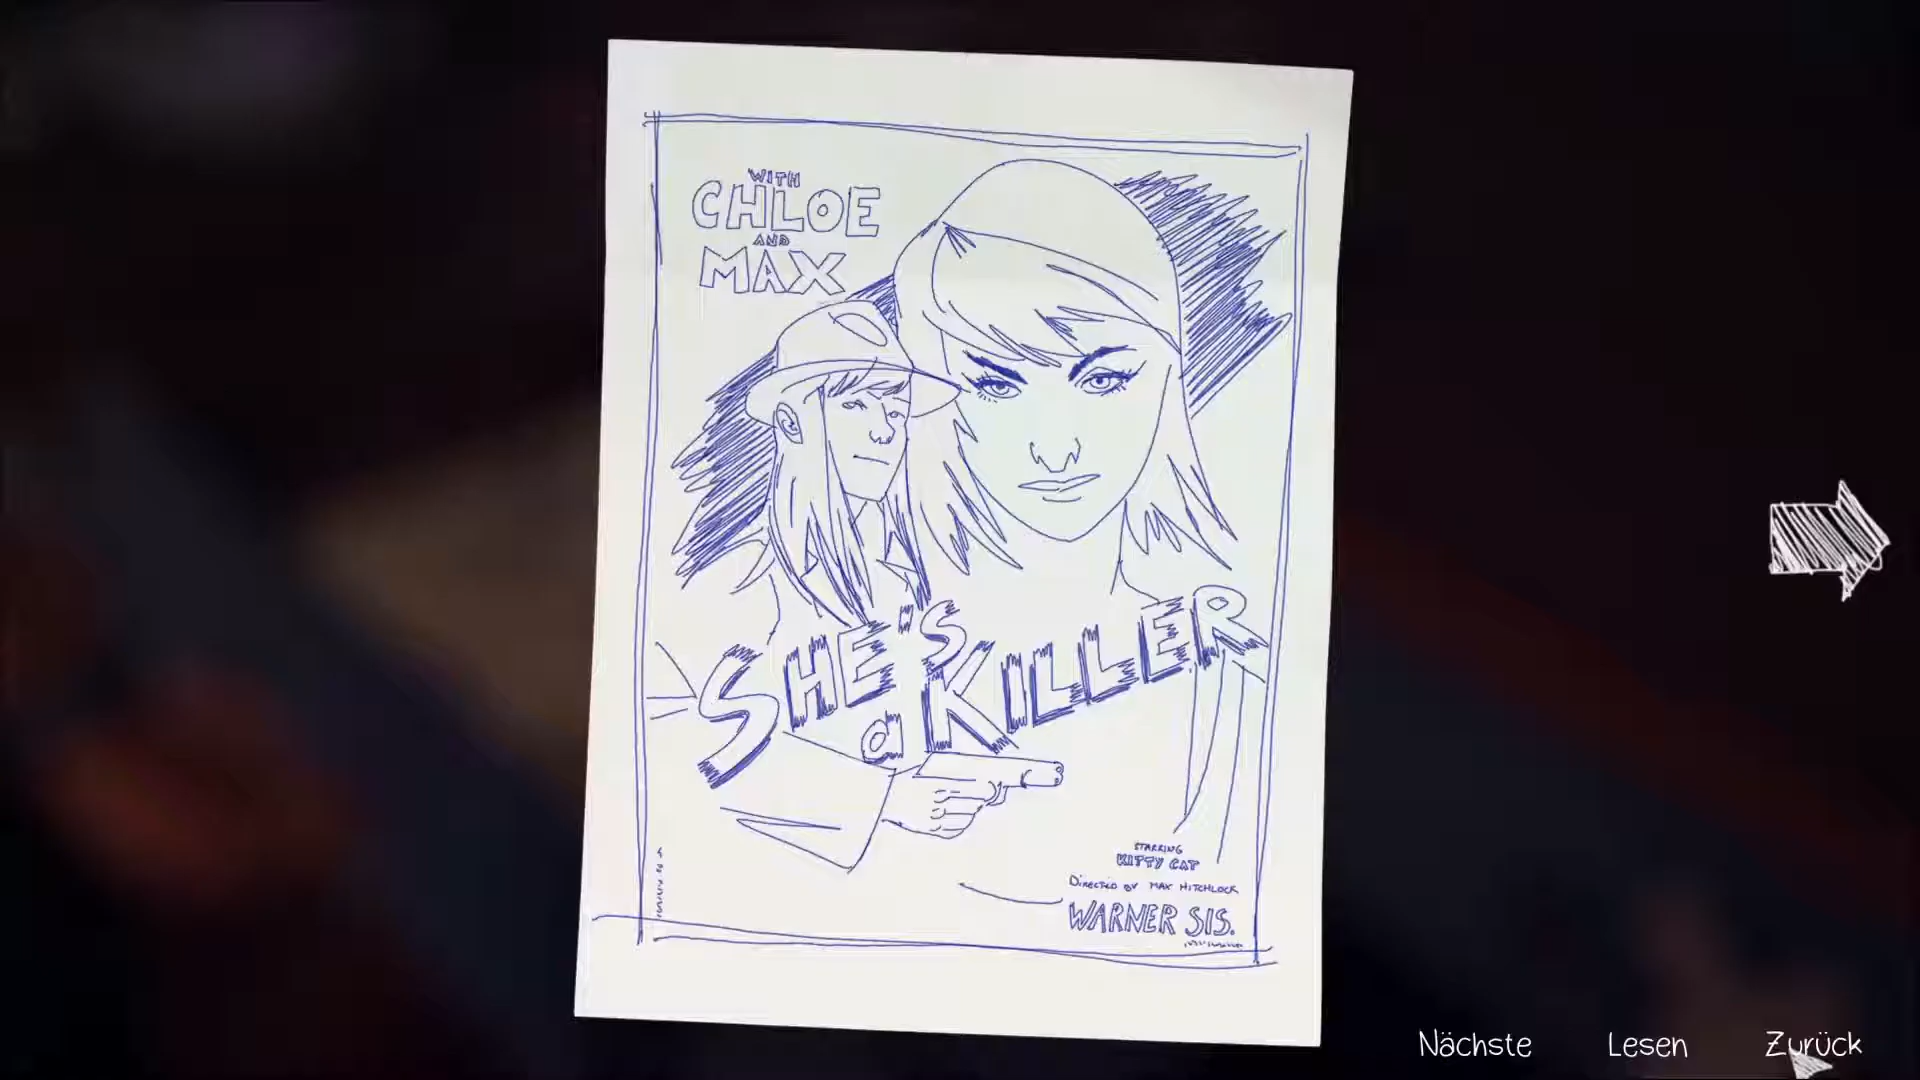 WITH
CHLOE
AND
MAX
SHE'S
a KILLER
STARRING
KITTY CAT
DIRECTED BY MAX HITCHLOCK
WARNER SIS.
Nächste Lesen Zurück